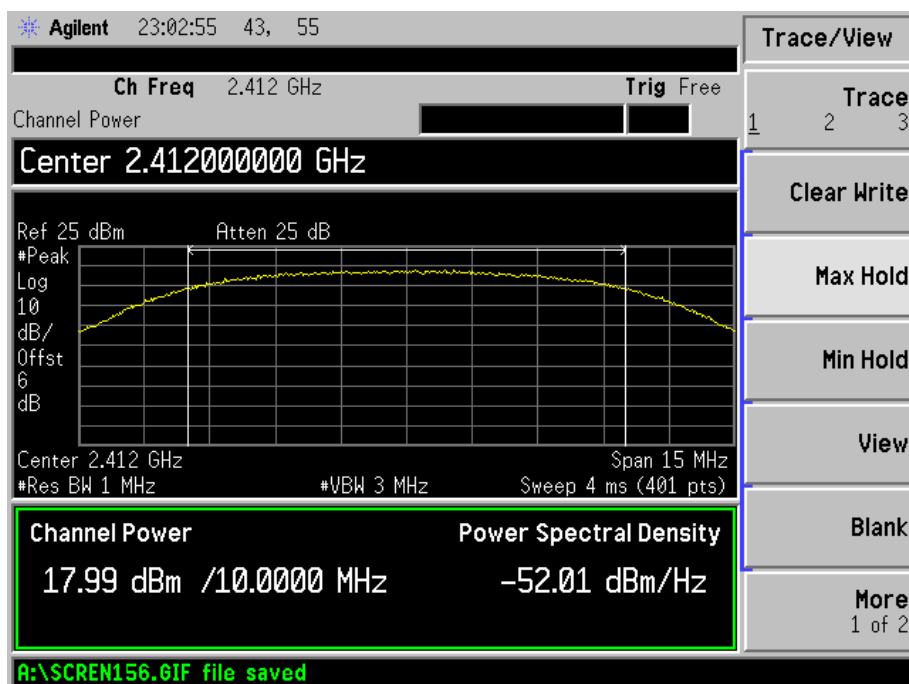 Agilent 23:02:55 43, 55
Trace/View
Ch Freq 2.412 GHz Trig Free
Channel Power
Trace
1 2 3
Center 2.412000000 GHz
Clear Write
Ref 25 dBm Atten 25 dB
#Peak
Log
10
dB/
Offst
6
dB
Max Hold
Min Hold
Center 2.412 GHz Span 15 MHz
#Res BW 1 MHz #VBW 3 MHz Sweep 4 ms (401 pts)
View
Channel Power Power Spectral Density
17.99 dBm /10.0000 MHz -52.01 dBm/Hz
Blank
More
1 of 2
A:\SCREN156.GIF file saved